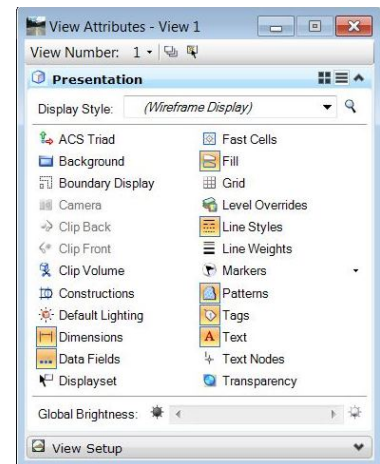 View Attributes - View 1
View Number: 1
Presentation
Display Style: (Wireframe Display)
ACS Triad
Fast Cells
Background
Fill
Boundary Display
Grid
Camera
Level Overrides
Clip Back
Line Styles
Clip Front
Line Weights
Clip Volume
Markers
Constructions
Patterns
Default Lighting
Tags
Dimensions
A Text
Data Fields
Text Nodes
Displayset
Transparency
Global Brightness:
View Setup